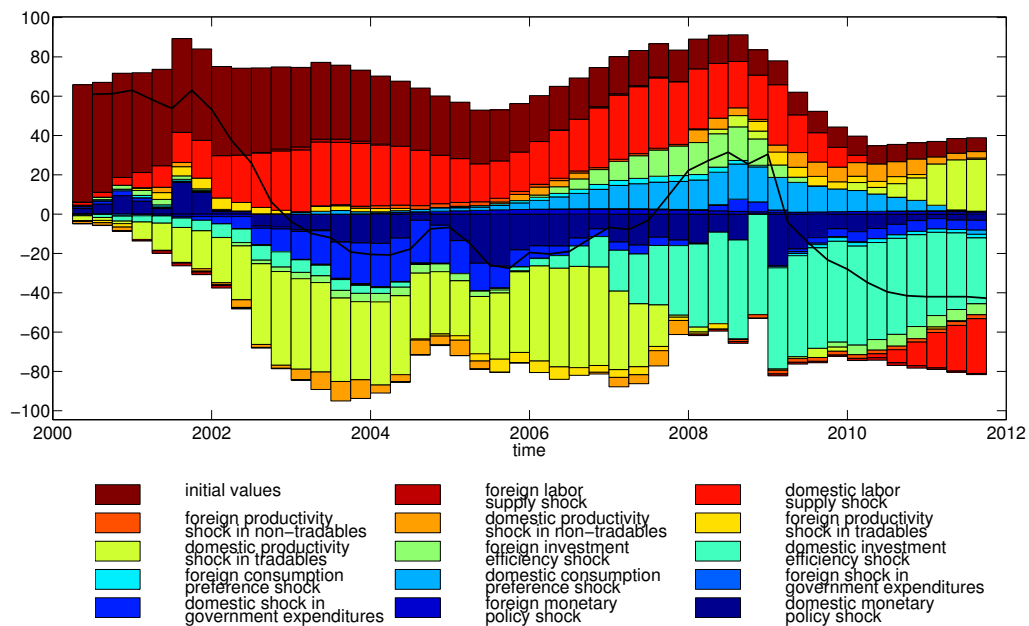 100
80
60
40
20
0
−20
−40
−60
−80
−100
2000 2002 2004 2006 2008 2010 2012
time
initial values
foreign labor
supply shock
domestic labor
supply shock
foreign productivity
shock in non−tradables
domestic productivity
shock in non−tradables
foreign productivity
shock in tradables
domestic productivity
shock in tradables
foreign investment
efficiency shock
domestic investment
efficiency shock
foreign consumption
preference shock
domestic consumption
preference shock
foreign shock in
government expenditures
domestic shock in
government expenditures
foreign monetary
policy shock
domestic monetary
policy shock